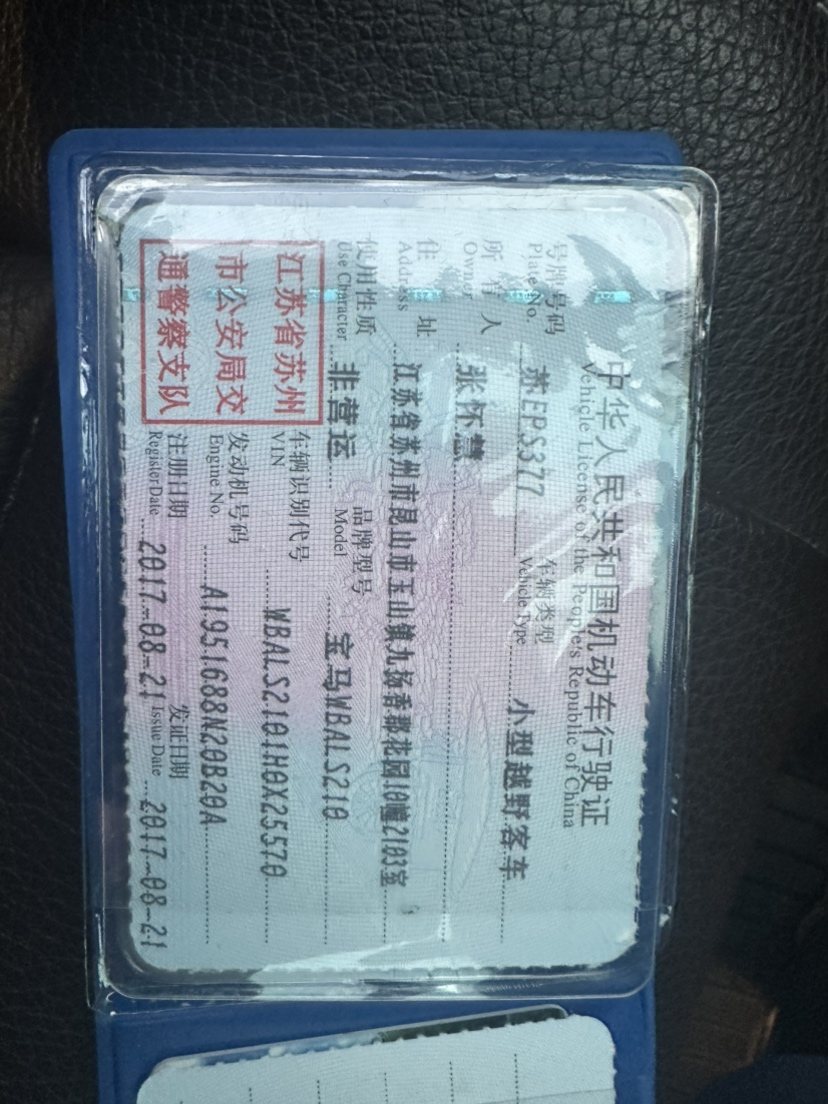 中华人民共和国机动车行驶证
Vehicle License of the People's Republic of China
号牌号码 苏EPS377 车辆类型 小型越野客车
Plate No. Vehicle Type
所有人 张怀慧
Owner
住址 江苏省苏州市昆山市玉山镇九扬香郡花园10幢2103室
Address
使用性质 非营运 品牌型号 宝马WBALS210
Use Character Model
江苏省苏州
市公安局交
通警察支队
车辆识别代号 WBALS2101H0X25570
VIN
发动机号码 A1951688N20B20A
Engine No.
注册日期 2017-08-21 发证日期 2017-08-21
Register Date Issue Date